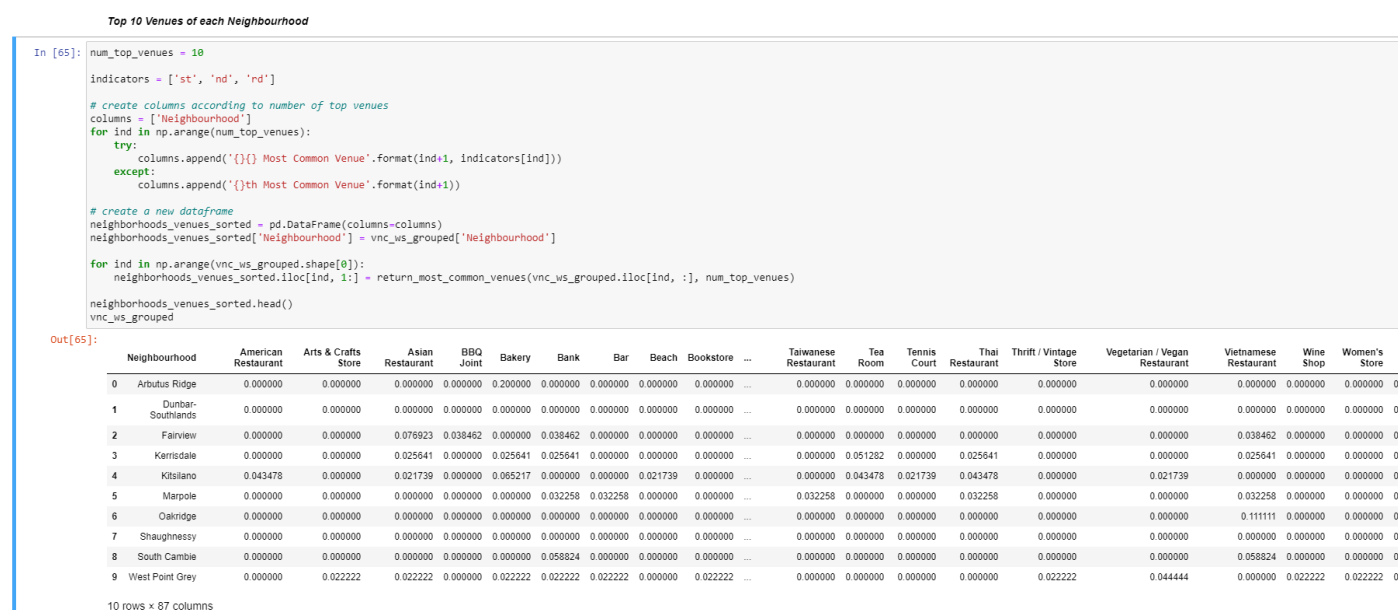 Top 10 Venues of each Neighbourhood
In [65]: num_top_venues = 10
indicators = ['st', 'nd', 'rd']
# create columns according to number of top venues
columns = ['Neighbourhood']
for ind in np.arange(num_top_venues):
    try:
        columns.append('{}{} Most Common Venue'.format(ind+1, indicators[ind]))
    except:
        columns.append('{}th Most Common Venue'.format(ind+1))
# create a new dataframe
neighborhoods_venues_sorted = pd.DataFrame(columns=columns)
neighborhoods_venues_sorted['Neighbourhood'] = vnc_ws_grouped['Neighbourhood']
for ind in np.arange(vnc_ws_grouped.shape[0]):
    neighborhoods_venues_sorted.iloc[ind, 1:] = return_most_common_venues(vnc_ws_grouped.iloc[ind, :], num_top_venues)
neighborhoods_venues_sorted.head()
vnc_ws_grouped
Out[65]:
Neighbourhood American Restaurant Arts & Crafts Store Asian Restaurant BBQ Joint Bakery Bank Bar Beach Bookstore ... Taiwanese Restaurant Tea Room Tennis Court Thai Restaurant Thrift / Vintage Store Vegetarian / Vegan Restaurant Vietnamese Restaurant Wine Shop Women's Store
0 Arbutus Ridge 0.000000 0.000000 0.000000 0.000000 0.200000 0.000000 0.000000 0.000000 0.000000 ... 0.000000 0.000000 0.000000 0.000000 0.000000 0.000000 0.000000 0.000000 0.000000 0
1 Dunbar-Southlands 0.000000 0.000000 0.000000 0.000000 0.000000 0.000000 0.000000 0.000000 0.000000 ... 0.000000 0.000000 0.000000 0.000000 0.000000 0.000000 0.000000 0.000000 0.000000 0
2 Fairview 0.000000 0.000000 0.076923 0.038462 0.000000 0.038462 0.000000 0.000000 0.000000 ... 0.000000 0.000000 0.000000 0.000000 0.000000 0.000000 0.038462 0.000000 0.000000 0
3 Kerrisdale 0.000000 0.000000 0.025641 0.000000 0.025641 0.025641 0.000000 0.000000 0.000000 ... 0.000000 0.051282 0.000000 0.025641 0.000000 0.000000 0.025641 0.000000 0.000000 0
4 Kitsilano 0.043478 0.000000 0.021739 0.000000 0.065217 0.000000 0.000000 0.021739 0.000000 ... 0.000000 0.043478 0.021739 0.043478 0.000000 0.021739 0.000000 0.000000 0.000000 0
5 Marpole 0.000000 0.000000 0.000000 0.000000 0.000000 0.032258 0.032258 0.000000 0.000000 ... 0.032258 0.000000 0.000000 0.032258 0.000000 0.000000 0.032258 0.000000 0.000000 0
6 Oakridge 0.000000 0.000000 0.000000 0.000000 0.000000 0.000000 0.000000 0.000000 0.000000 ... 0.000000 0.000000 0.000000 0.000000 0.000000 0.000000 0.111111 0.000000 0.000000 0
7 Shaughnessy 0.000000 0.000000 0.000000 0.000000 0.000000 0.000000 0.000000 0.000000 0.000000 ... 0.000000 0.000000 0.000000 0.000000 0.000000 0.000000 0.000000 0.000000 0.000000 0
8 South Cambie 0.000000 0.000000 0.000000 0.000000 0.000000 0.058824 0.000000 0.000000 0.000000 ... 0.000000 0.000000 0.000000 0.000000 0.000000 0.000000 0.058824 0.000000 0.000000 0
9 West Point Grey 0.000000 0.022222 0.022222 0.000000 0.022222 0.022222 0.022222 0.000000 0.022222 ... 0.000000 0.000000 0.000000 0.000000 0.022222 0.044444 0.000000 0.022222 0.022222 0
10 rows × 87 columns